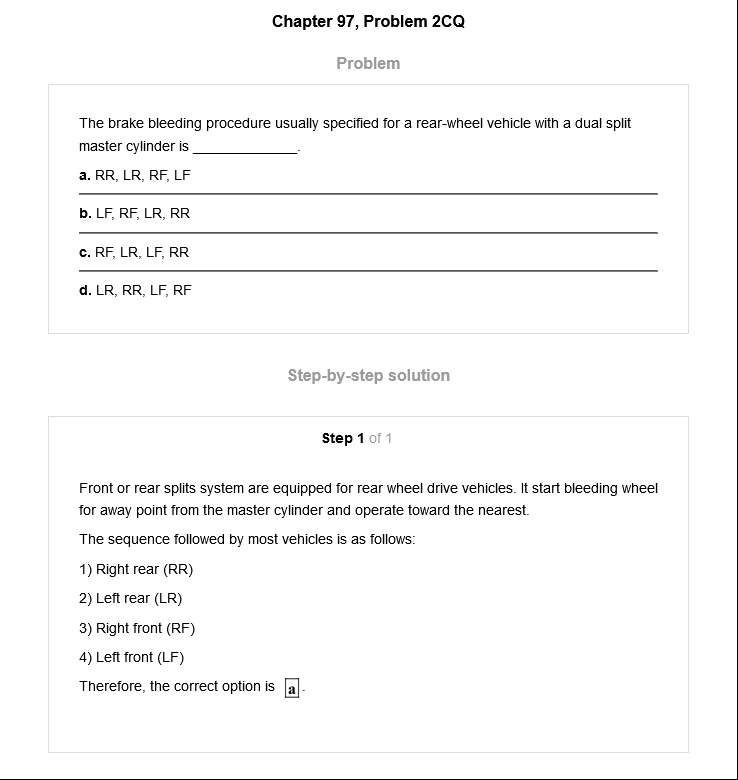 Chapter 97, Problem 2CQ
Problem
The brake bleeding procedure usually specified for a rear-wheel vehicle with a dual split
master cylinder is ______________.
a. RR, LR, RF, LF
b. LF, RF, LR, RR
c. RF, LR, LF, RR
d. LR, RR, LF, RF
Step-by-step solution
Step 1 of 1
Front or rear splits system are equipped for rear wheel drive vehicles. It start bleeding wheel
for away point from the master cylinder and operate toward the nearest.
The sequence followed by most vehicles is as follows:
1) Right rear (RR)
2) Left rear (LR)
3) Right front (RF)
4) Left front (LF)
Therefore, the correct option is a.